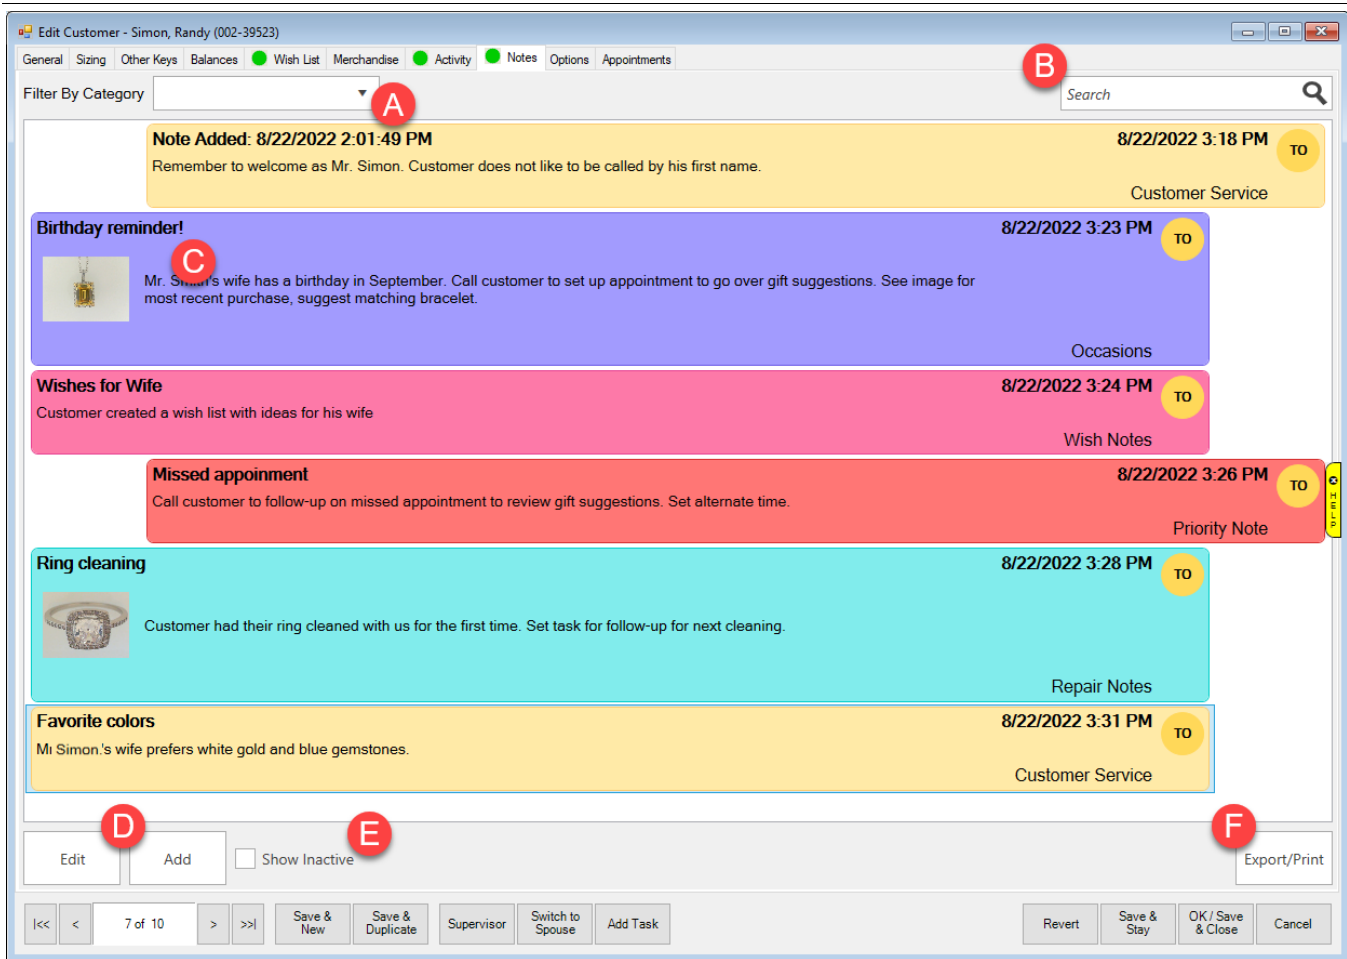 Edit Customer - Simon, Randy (002-39523)
General Sizing Other Keys Balances Wish List Merchandise Activity Notes Options Appointments
B
Filter By Category
A
Search
Note Added: 8/22/2022 2:01:49 PM 8/22/2022 3:18 PM TO
Remember to welcome as Mr. Simon. Customer does not like to be called by his first name.
Customer Service
Birthday reminder! 8/22/2022 3:23 PM TO
C
Mr. Smith's wife has a birthday in September. Call customer to set up appointment to go over gift suggestions. See image for
most recent purchase, suggest matching bracelet.
Occasions
Wishes for Wife 8/22/2022 3:24 PM TO
Customer created a wish list with ideas for his wife
Wish Notes
Missed appoinment 8/22/2022 3:26 PM TO
Call customer to follow-up on missed appointment to review gift suggestions. Set alternate time.
Priority Note
HELP
Ring cleaning 8/22/2022 3:28 PM TO
Customer had their ring cleaned with us for the first time. Set task for follow-up for next cleaning.
Repair Notes
Favorite colors 8/22/2022 3:31 PM TO
Simon.'s wife prefers white gold and blue gemstones.
Customer Service
D
E
F
Edit Add Show Inactive Export/Print
|<< < 7 of 10 > >>| Save & New Save & Duplicate Supervisor Switch to Spouse Add Task Revert Save & Stay OK / Save & Close Cancel